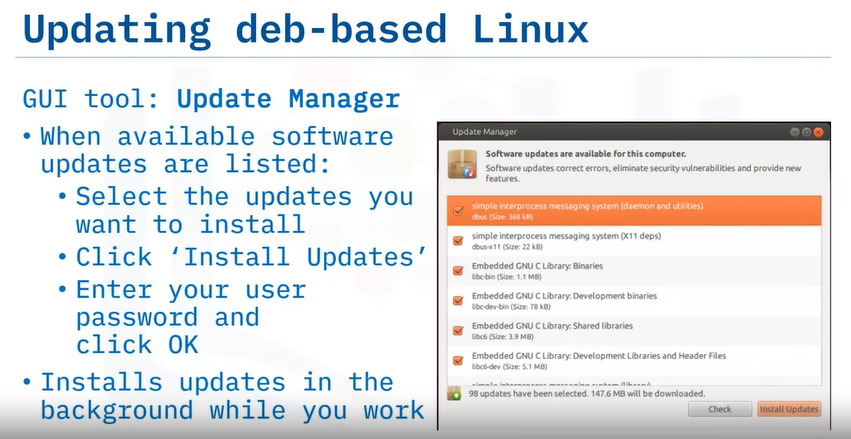 Updating deb-based Linux
GUI tool: Update Manager
• When available software
updates are listed:
• Select the updates you
want to install
• Click ‘Install Updates’
• Enter your user
password and
click OK
• Installs updates in the
background while you work
Update Manager
Software updates are available for this computer.
Software updates correct errors, eliminate security vulnerabilities and provide new
features.
simple interprocess messaging system (daemon and utilities)
dbus (Size: 368 kB)
simple interprocess messaging system (X11 deps)
dbus-x11 (Size: 22 kB)
Embedded GNU C Library: Binaries
libc-bin (Size: 1.1 MB)
Embedded GNU C Library: Development binaries
libc-dev-bin (Size: 78 kB)
Embedded GNU C Library: Shared libraries
libc6 (Size: 3.9 MB)
Embedded GNU C Library: Development Libraries and Header Files
libc6-dev (Size: 5.1 MB)
simple interprocess messaging system (library)
98 updates have been selected. 147.6 MB will be downloaded.
Check
Install Updates